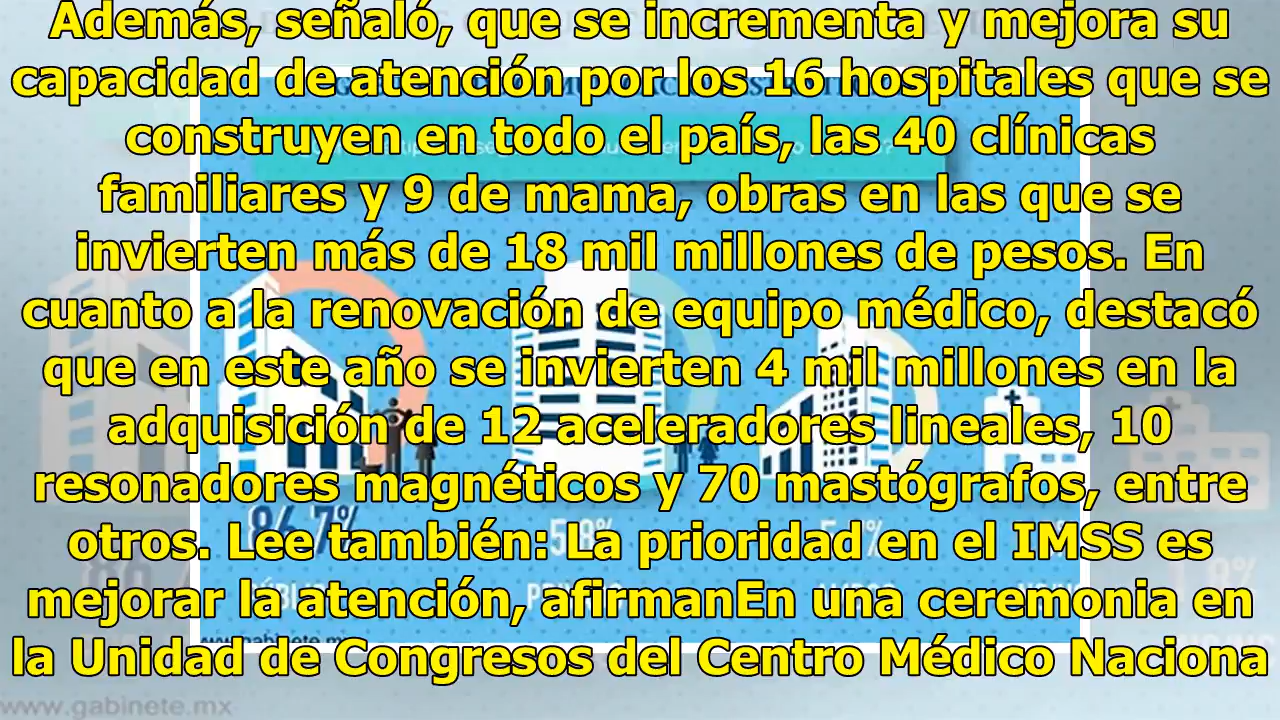 Además, señaló, que se incrementa y mejora su
capacidad de atención por los 16 hospitales que se
construyen en todo el país, las 40 clínicas
familiares y 9 de mama, obras en las que se
invierten más de 18 mil millones de pesos. En
cuanto a la renovación de equipo médico, destacó
que en este año se invierten 4 mil millones en la
adquisición de 12 aceleradores lineales, 10
resonadores magnéticos y 70 mastógrafos, entre
otros. Lee también: La prioridad en el IMSS es
mejorar la atención, afirmanEn una ceremonia en
la Unidad de Congresos del Centro Médico Naciona
86.7%
www.gabinete.mx